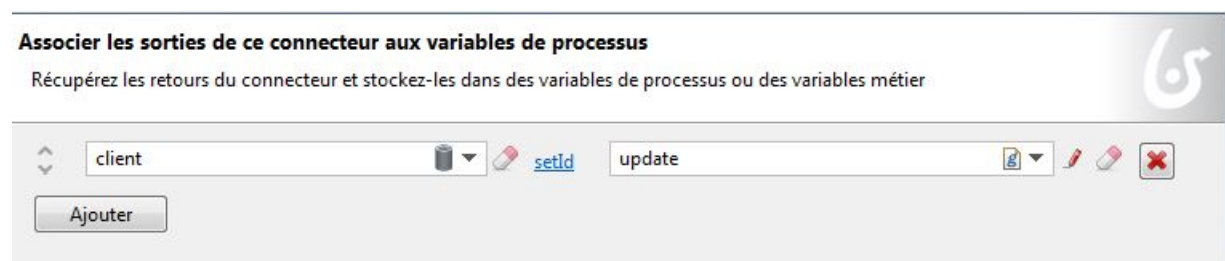 Associer les sorties de ce connecteur aux variables de processus
Récupérez les retours du connecteur et stockez-les dans des variables de processus ou des variables métier
client setId update
Ajouter